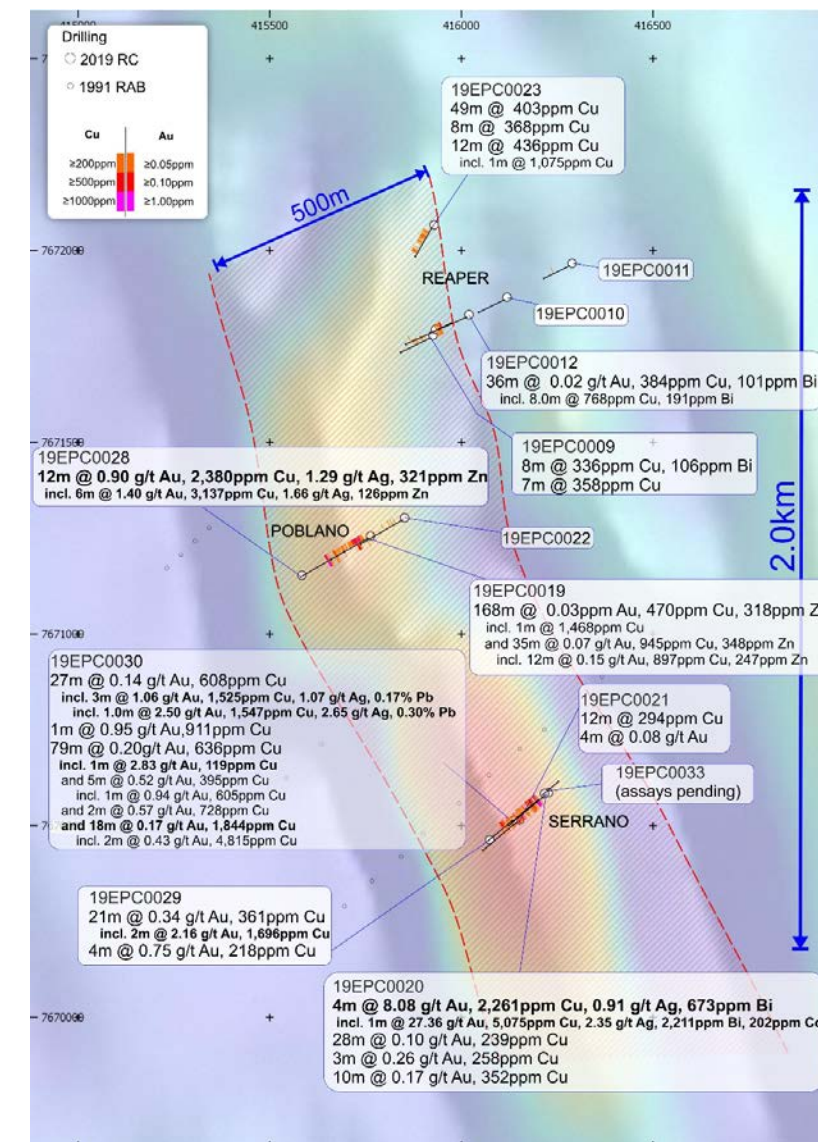 415000
415500
416000
416500
Drilling
2019 RC
1991 RAB
Cu
Au
≥200ppm
≥0.05ppm
≥500ppm
≥0.10ppm
≥1000ppm
≥1.00ppm
19EPC0023
49m @ 403ppm Cu
8m @ 368ppm Cu
12m @ 436ppm Cu
incl. 1m @ 1,075ppm Cu
500m
7672000
REAPER
19EPC0011
19EPC0010
19EPC0012
36m @ 0.02 g/t Au, 384ppm Cu, 101ppm Bi
incl. 8.0m @ 768ppm Cu, 191ppm Bi
7671500
19EPC0009
8m @ 336ppm Cu, 106ppm Bi
7m @ 358ppm Cu
19EPC0028
12m @ 0.90 g/t Au, 2,380ppm Cu, 1.29 g/t Ag, 321ppm Zn
incl. 6m @ 1.40 g/t Au, 3,137ppm Cu, 1.66 g/t Ag, 126ppm Zn
POBLANO
19EPC0022
2.0km
19EPC0019
168m @ 0.03ppm Au, 470ppm Cu, 318ppm Z
incl. 1m @ 1,468ppm Cu
and 35m @ 0.07 g/t Au, 945ppm Cu, 348ppm Zn
incl. 12m @ 0.15 g/t Au, 897ppm Cu, 247ppm Zn
7671000
19EPC0030
27m @ 0.14 g/t Au, 608ppm Cu
incl. 3m @ 1.06 g/t Au, 1,525ppm Cu, 1.07 g/t Ag, 0.17% Pb
incl. 1.0m @ 2.50 g/t Au, 1,547ppm Cu, 2.65 g/t Ag, 0.30% Pb
1m @ 0.95 g/t Au,911ppm Cu
79m @ 0.20g/t Au, 636ppm Cu
incl. 1m @ 2.83 g/t Au, 119ppm Cu
and 5m @ 0.52 g/t Au, 395ppm Cu
incl. 1m @ 0.94 g/t Au, 605ppm Cu
and 2m @ 0.57 g/t Au, 728ppm Cu
and 18m @ 0.17 g/t Au, 1,844ppm Cu
incl. 2m @ 0.43 g/t Au, 4,815ppm Cu
19EPC0021
12m @ 294ppm Cu
4m @ 0.08 g/t Au
19EPC0033
(assays pending)
SERRANO
19EPC0029
21m @ 0.34 g/t Au, 361ppm Cu
incl. 2m @ 2.16 g/t Au, 1,696ppm Cu
4m @ 0.75 g/t Au, 218ppm Cu
19EPC0020
4m @ 8.08 g/t Au, 2,261ppm Cu, 0.91 g/t Ag, 673ppm Bi
incl. 1m @ 27.36 g/t Au, 5,075ppm Cu, 2.35 g/t Ag, 2,211ppm Bi, 202ppm Co
28m @ 0.10 g/t Au, 239ppm Cu
3m @ 0.26 g/t Au, 258ppm Cu
10m @ 0.17 g/t Au, 352ppm Cu
7670000